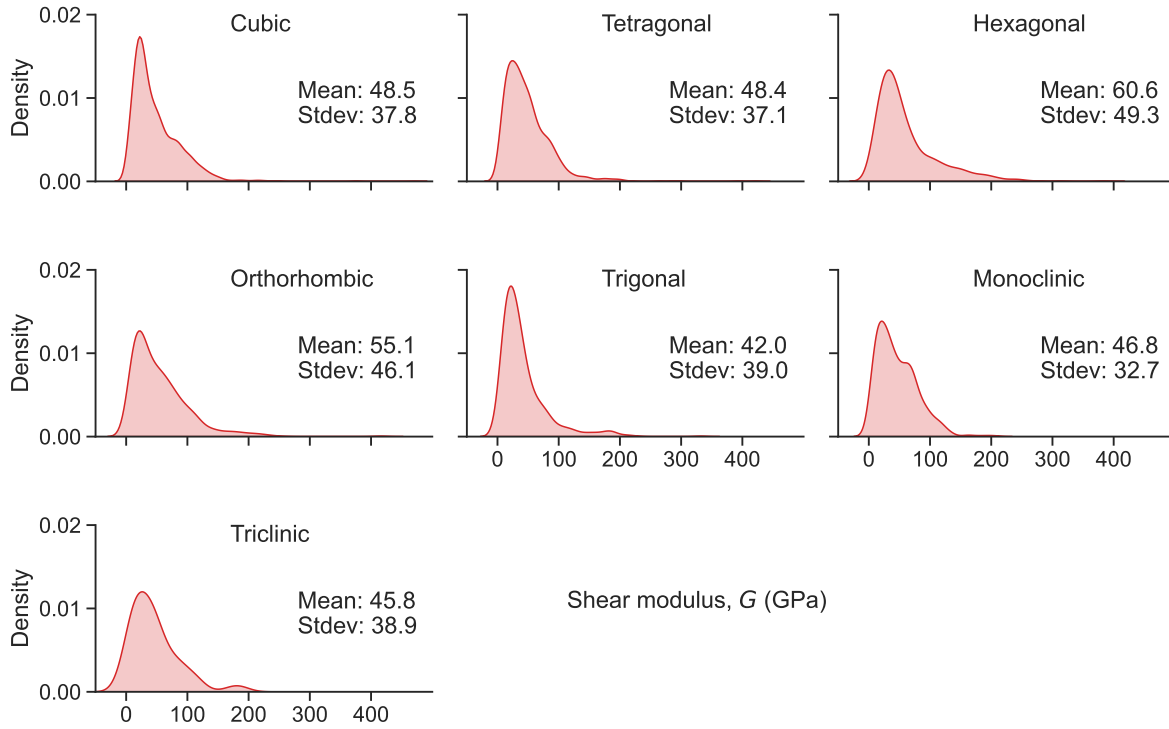 0.02
Cubic
Tetragonal
Hexagonal
Density
0.01
Mean: 48.5
Stdev: 37.8
Mean: 48.4
Stdev: 37.1
Mean: 60.6
Stdev: 49.3
0.00
0.02
Orthorhombic
Trigonal
Monoclinic
Density
0.01
Mean: 55.1
Stdev: 46.1
Mean: 42.0
Stdev: 39.0
Mean: 46.8
Stdev: 32.7
0.00
0 100 200 300 400
0 100 200 300 400
0.02
Triclinic
Density
0.01
Mean: 45.8
Stdev: 38.9
Shear modulus, G (GPa)
0.00
0 100 200 300 400